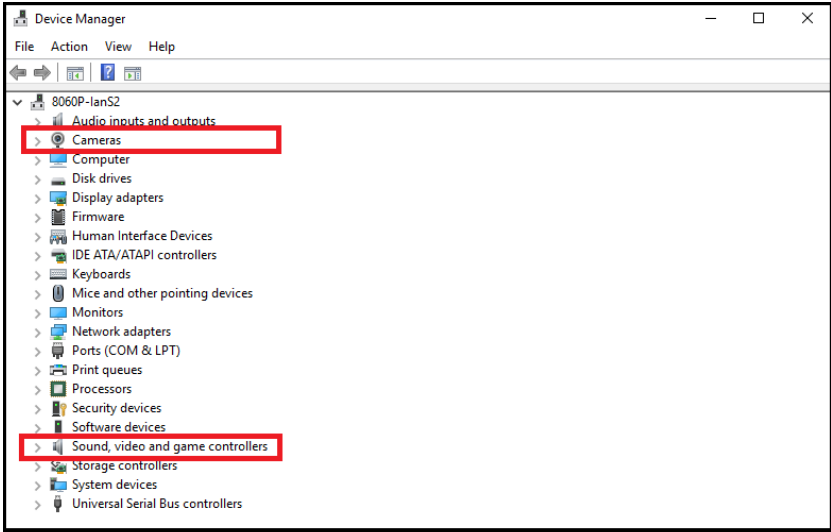 Device Manager
File Action View Help
8060P-IanS2
Audio inputs and outputs
Cameras
Computer
Disk drives
Display adapters
Firmware
Human Interface Devices
IDE ATA/ATAPI controllers
Keyboards
Mice and other pointing devices
Monitors
Network adapters
Ports (COM & LPT)
Print queues
Processors
Security devices
Software devices
Sound, video and game controllers
Storage controllers
System devices
Universal Serial Bus controllers